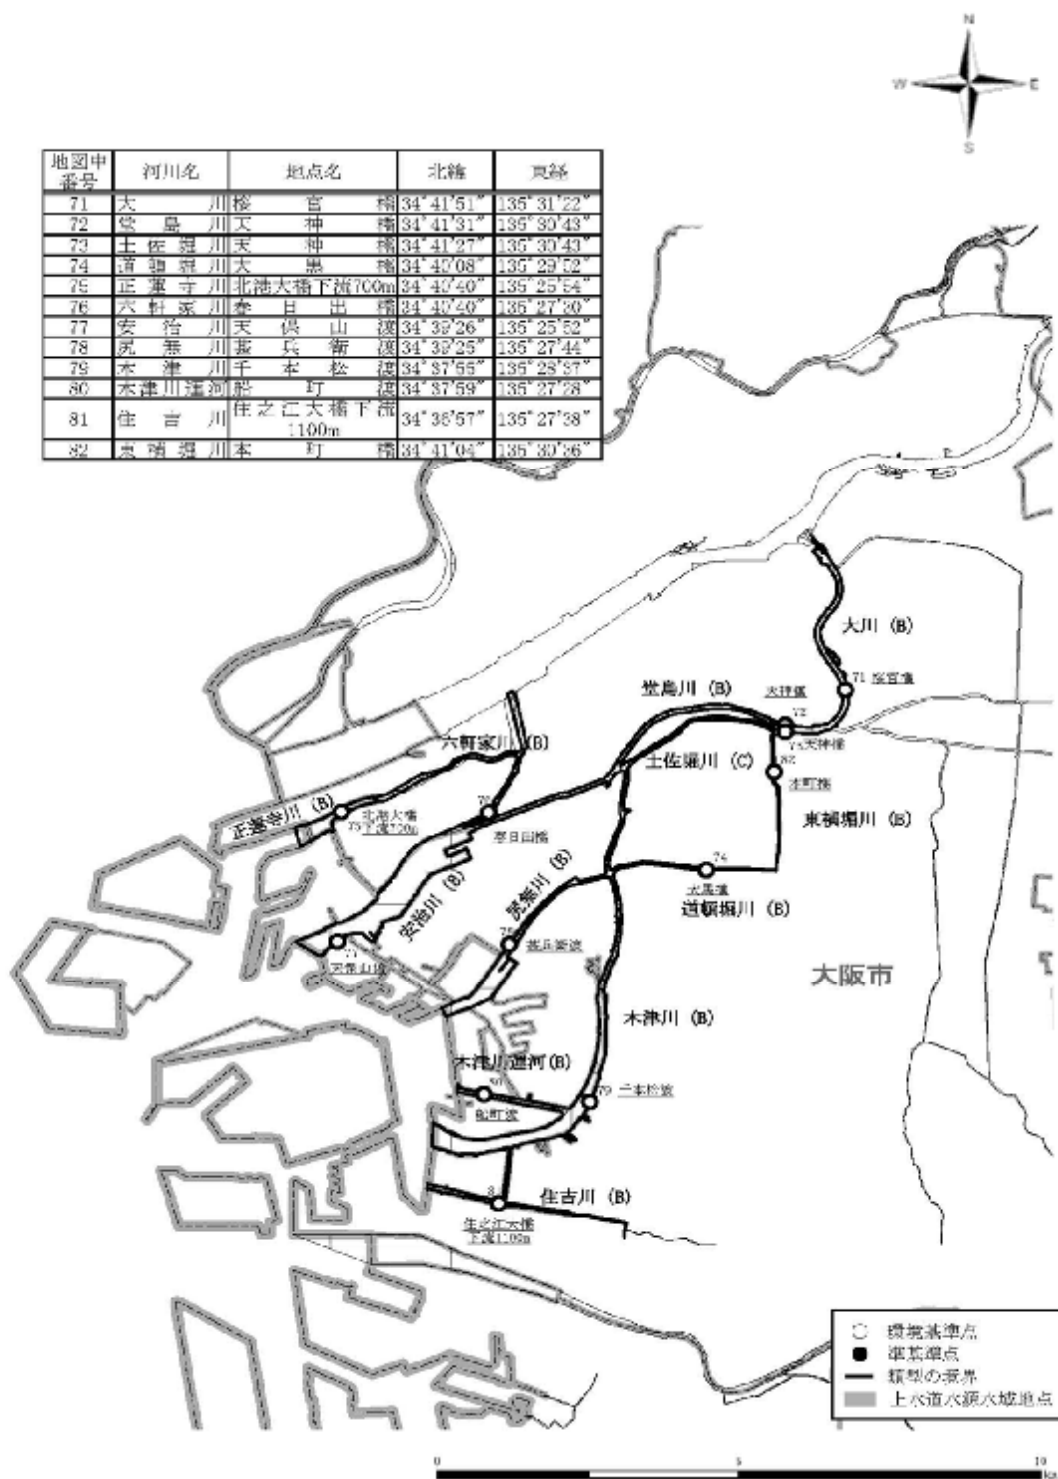 N
W E
S
地図中番号 河川名 地点名 北緯 東経
71 大川 桜宮橋 34°41'51" 135°31'22"
72 堂島川 天神橋 34°41'31" 135°30'43"
73 土佐堀川 天神橋 34°41'27" 135°30'43"
74 道頓堀川 大黒橋 34°40'08" 135°29'52"
75 正蓮寺川 北港大橋下流700m 34°40'40" 135°25'54"
76 六軒家川 春日出橋 34°40'40" 135°27'30"
77 安治川 天保山渡 34°39'26" 135°25'52"
78 尻無川 甚兵衛渡 34°39'25" 135°27'44"
79 木津川 千本松渡 34°37'55" 135°28'37"
80 木津川運河 船町渡 34°37'59" 135°27'28"
81 住吉川 住之江大橋下流1100m 34°36'57" 135°27'38"
82 東横堀川 本町橋 34°41'04" 135°30'36"
大川 (B)
71 桜宮橋
堂島川 (B)
天神橋
72
73 天神橋
六軒家川 (B)
土佐堀川 (C)
82
本町橋
正蓮寺川 (B)
75 北港大橋
下流700m
76
春日出橋
東横堀川 (B)
74
大黒橋
道頓堀川 (B)
尻無川 (B)
安治川 (B)
78
甚兵衛渡
77
天保山渡
大阪市
木津川 (B)
木津川運河 (B)
80
船町渡
79 千本松渡
住吉川 (B)
住之江大橋
下流1100m
環境基準点
準基準点
類型の境界
上水道水源水域地点
0 5 10